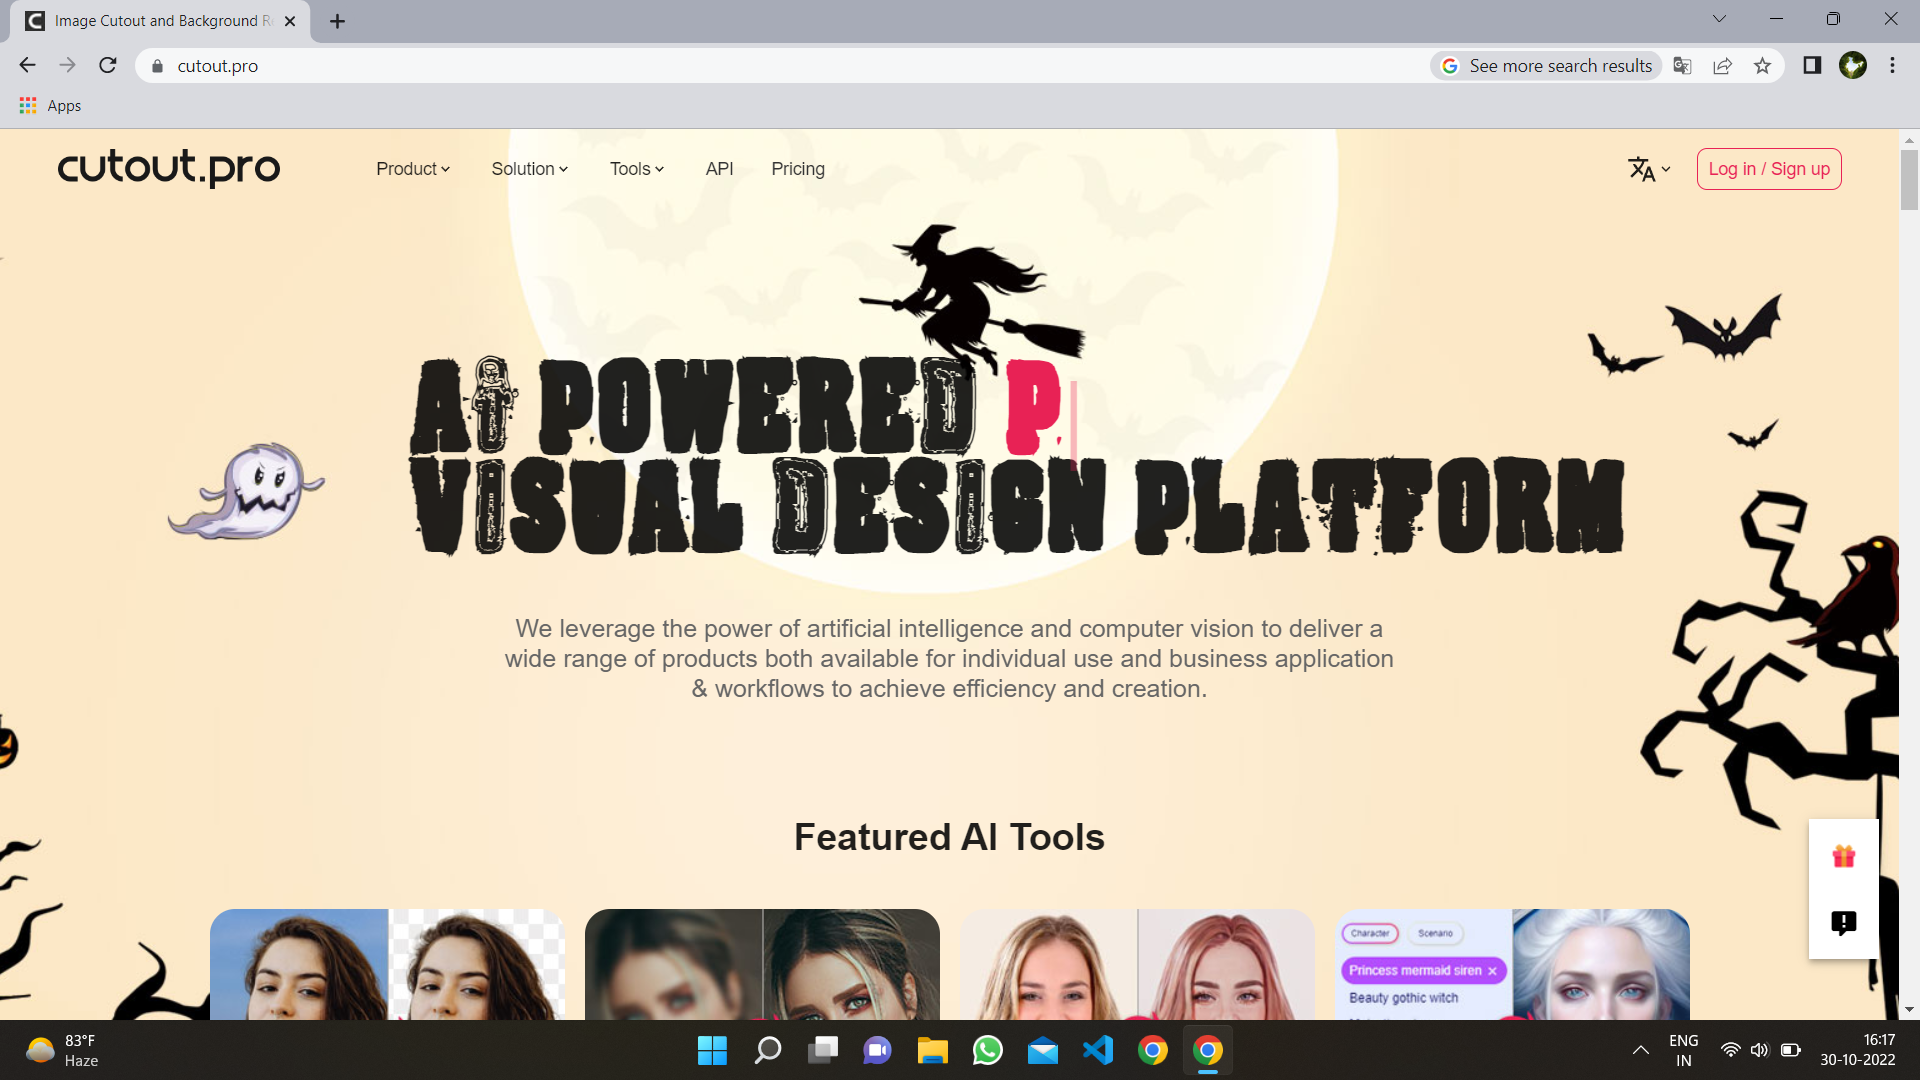 Image Cutout and Background R
cutout.pro
See more search results
Apps
cutout.pro
Product
Solution
Tools
API
Pricing
Log in / Sign up
AI POWERED P
VISUAL DESIGN PLATFORM
We leverage the power of artificial intelligence and computer vision to deliver a
wide range of products both available for individual use and business application
& workflows to achieve efficiency and creation.
Featured AI Tools
Character
Scenario
Princess mermaid siren
Beauty gothic witch
83°F
Haze
ENG
IN
16:17
30-10-2022